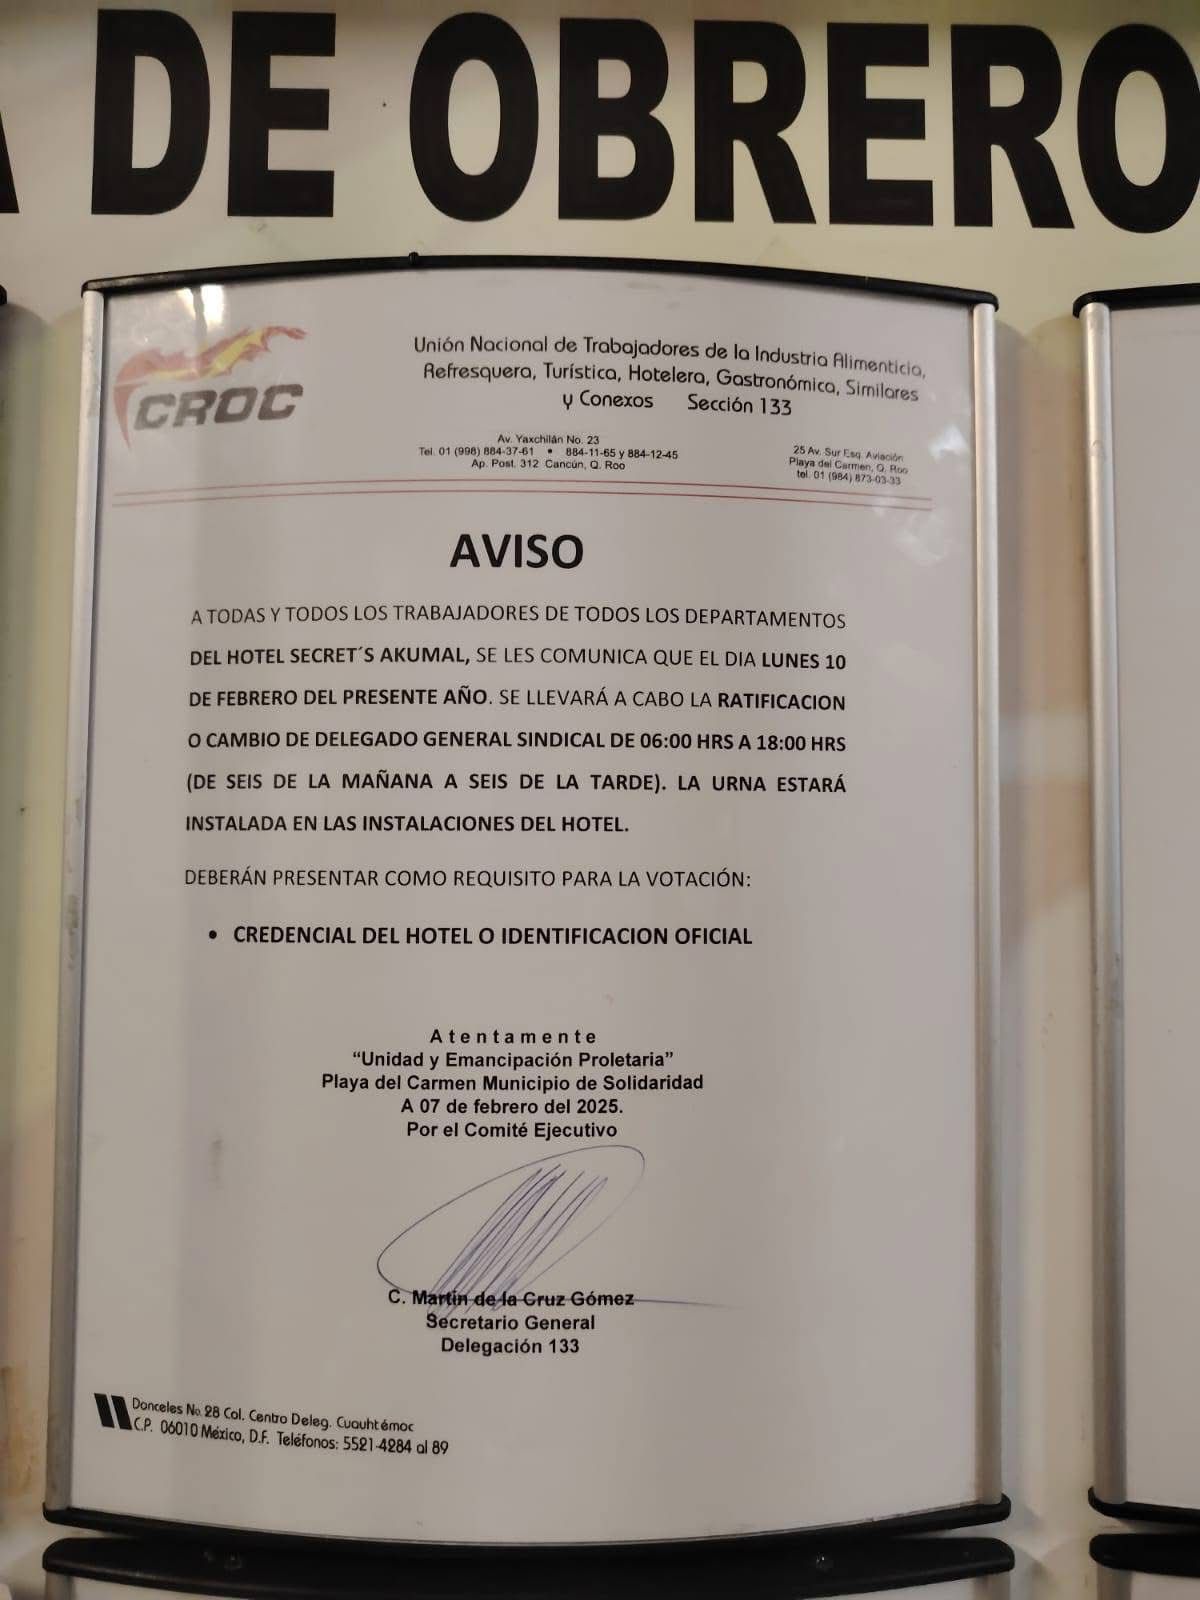 DE OBRERO
CROC
Unión Nacional de Trabajadores de la Industria Alimenticia,
Refresquera, Turística, Hotelera, Gastronómica, Similares
y Conexos Sección 133
Av. Yaxchilán No. 23
Tel. 01 (998) 884-37-61 • 884-11-65 y 884-12-45
Ap. Post. 312 Cancún, Q. Roo
25 Av. Sur Esq. Aviación
Playa del Carmen, Q. Roo
tel. 01 (984) 873-03-33
AVISO
A TODAS Y TODOS LOS TRABAJADORES DE TODOS LOS DEPARTAMENTOS
DEL HOTEL SECRET´S AKUMAL, SE LES COMUNICA QUE EL DIA LUNES 10
DE FEBRERO DEL PRESENTE AÑO. SE LLEVARÁ A CABO LA RATIFICACION
O CAMBIO DE DELEGADO GENERAL SINDICAL DE 06:00 HRS A 18:00 HRS
(DE SEIS DE LA MAÑANA A SEIS DE LA TARDE). LA URNA ESTARÁ
INSTALADA EN LAS INSTALACIONES DEL HOTEL.
DEBERÁN PRESENTAR COMO REQUISITO PARA LA VOTACIÓN:
• CREDENCIAL DEL HOTEL O IDENTIFICACION OFICIAL
A t e n t a m e n t e
“Unidad y Emancipación Proletaria”
Playa del Carmen Municipio de Solidaridad
A 07 de febrero del 2025.
Por el Comité Ejecutivo
C. Martin de la Cruz Gómez
Secretario General
Delegación 133
Donceles No. 28 Col. Centro Deleg. Cuauhtémoc
C.P. 06010 México, D.F. Teléfonos: 5521-4284 al 89